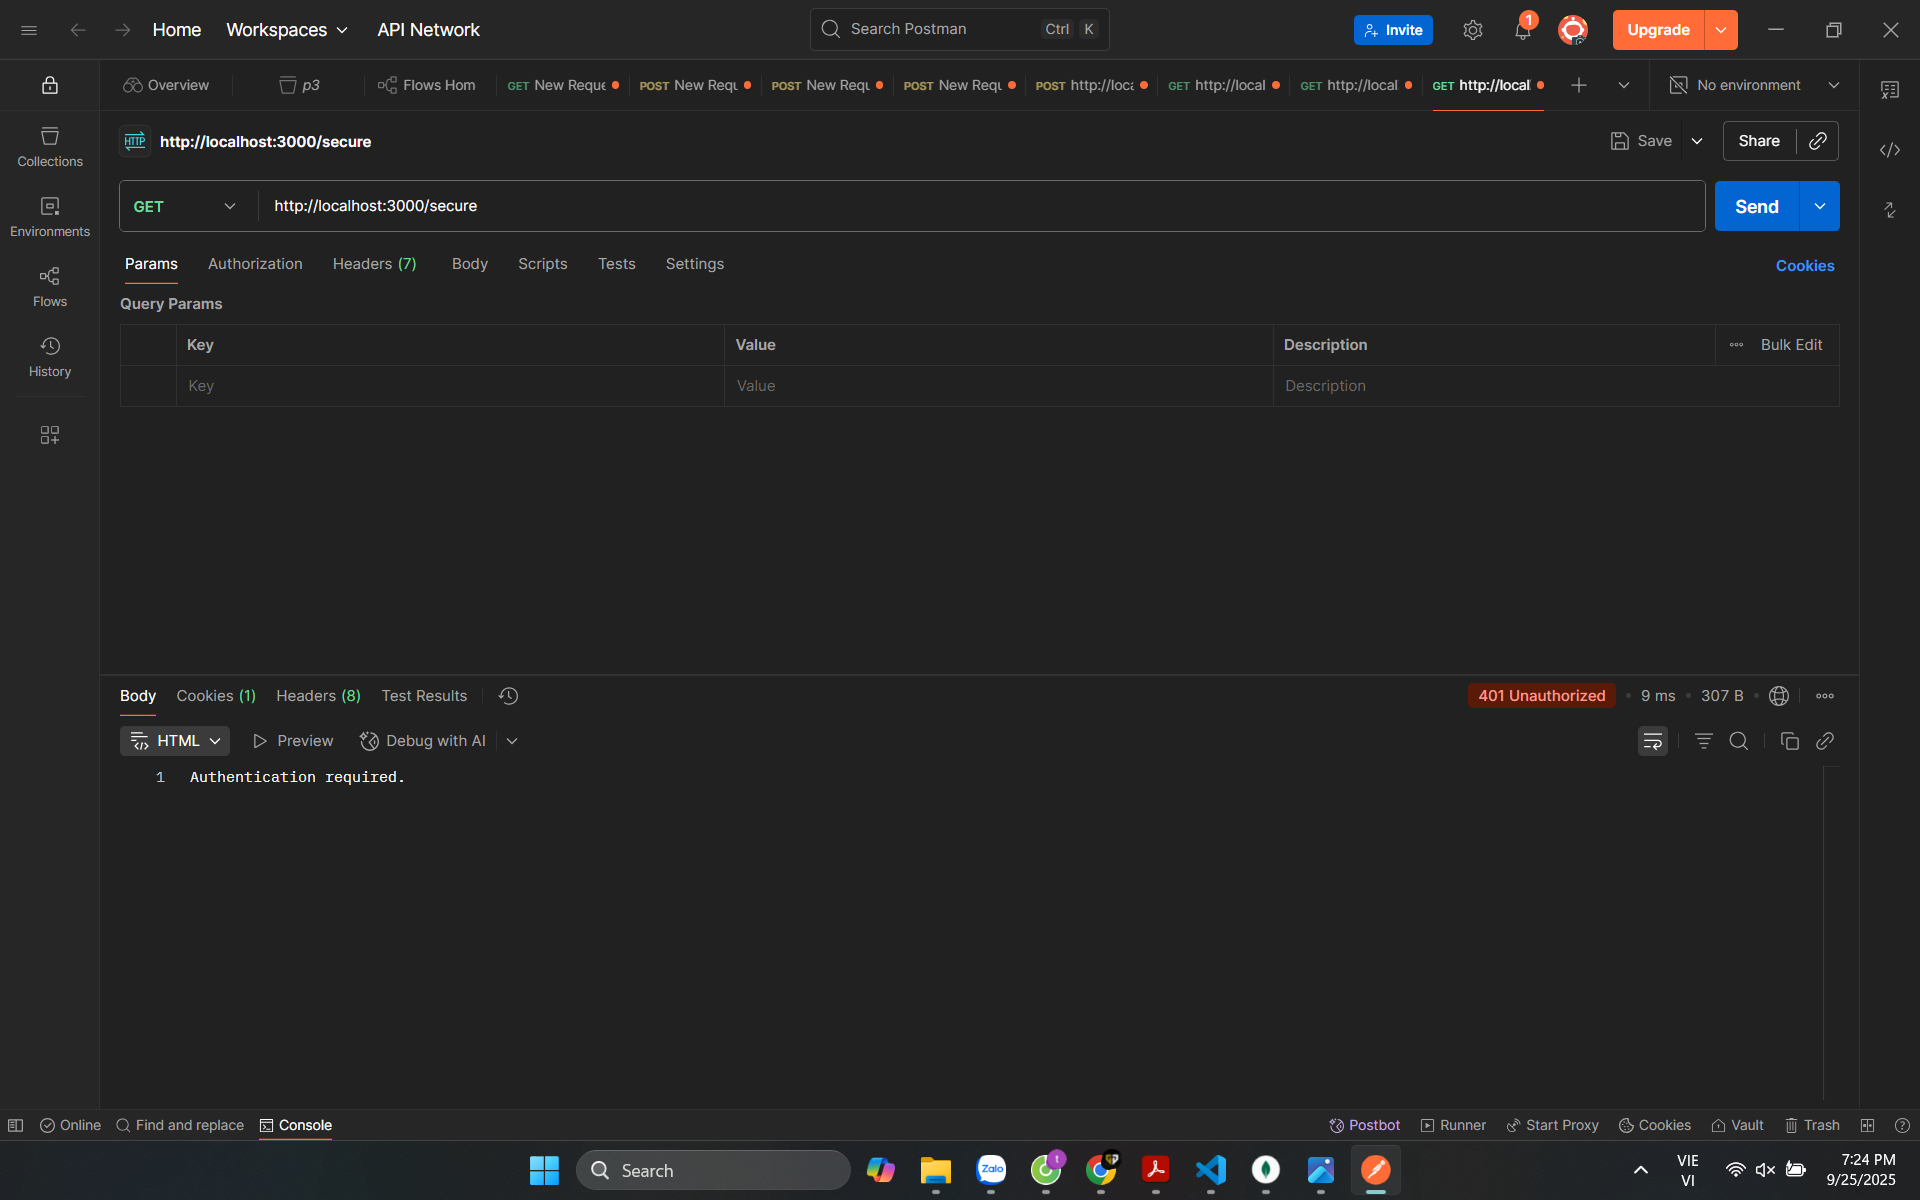 Home
Workspaces
API Network
Search Postman
Ctrl K
Invite
1
Upgrade
Overview
p3
Flows Hom
GET New Reque
POST New Requ
POST New Requ
POST New Requ
POST http://loca
GET http://local
GET http://local
GET http://local
No environment
HTTP
http://localhost:3000/secure
Save
Share
Collections
Environments
Flows
History
GET
http://localhost:3000/secure
Send
Params
Authorization
Headers (7)
Body
Scripts
Tests
Settings
Cookies
Query Params
Key
Value
Description
Bulk Edit
Key
Value
Description
Body
Cookies (1)
Headers (8)
Test Results
401 Unauthorized
9 ms
307 B
HTML
Preview
Debug with AI
1 Authentication required.
Online
Find and replace
Console
Postbot
Runner
Start Proxy
Cookies
Vault
Trash
Search
Zalo
t
VIE
VI
7:24 PM
9/25/2025